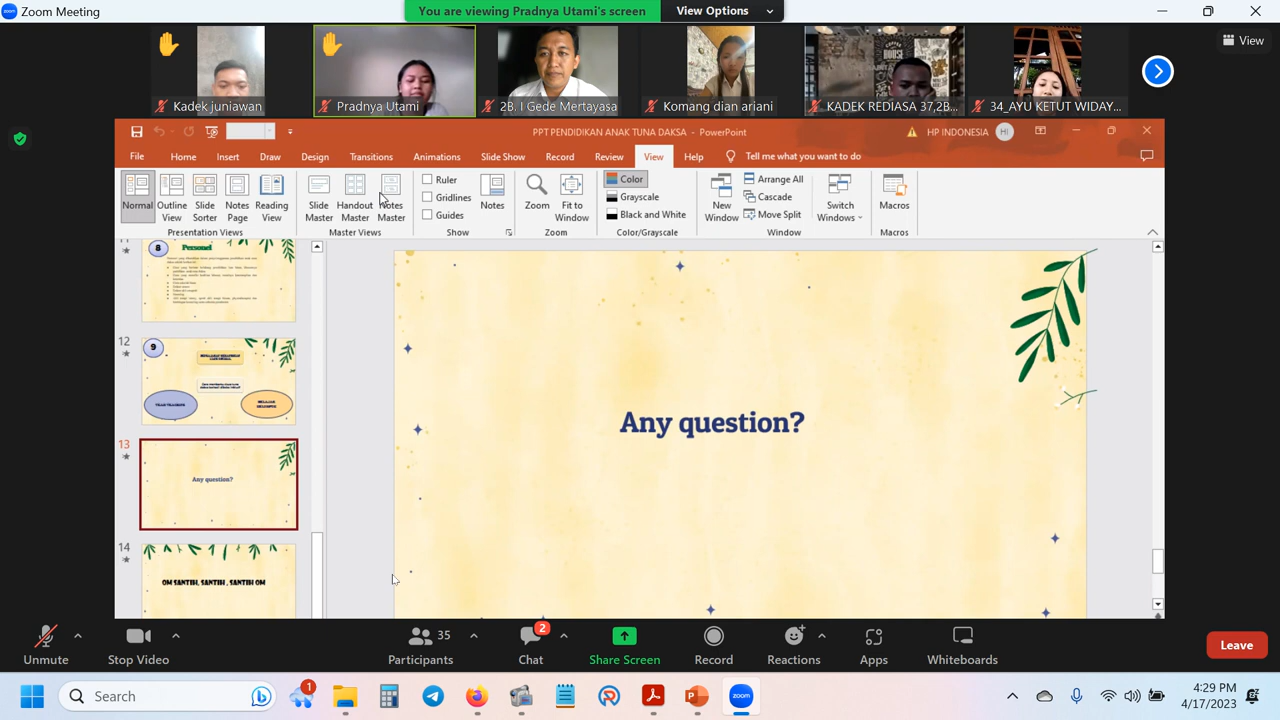 Zoom Meeting
You are viewing Pradnya Utami's screen
View Options
View
Kadek juniawan
Pradnya Utami
2B. I Gede Mertayasa
Komang dian ariani
KADEK REDIASA 37,2B...
34_AYU KETUT WIDAY...
PPT PENDIDIKAN ANAK TUNA DAKSA - PowerPoint
HP INDONESIA
HI
File Home Insert Draw Design Transitions Animations Slide Show Record Review View Help Tell me what you want to do
Normal
Outline View
Slide Sorter
Notes Page
Reading View
Presentation Views
Slide Master
Handout Master
Notes Master
Master Views
Ruler
Gridlines
Guides
Show
Notes
Zoom
Fit to Window
Zoom
Color
Grayscale
Black and White
Color/Grayscale
New Window
Arrange All
Cascade
Move Split
Switch Windows
Window
Macros
Macros
8
Personel
12
9
TEAM TEACHING
13
Any question?
14
OM SANTIH, SANTIH , SANTIH OM
Any question?
Unmute
Stop Video
35
Participants
2
Chat
Share Screen
Record
Reactions
Apps
Whiteboards
Leave
Search
1
zoom
4:29 PM
4/17/2023